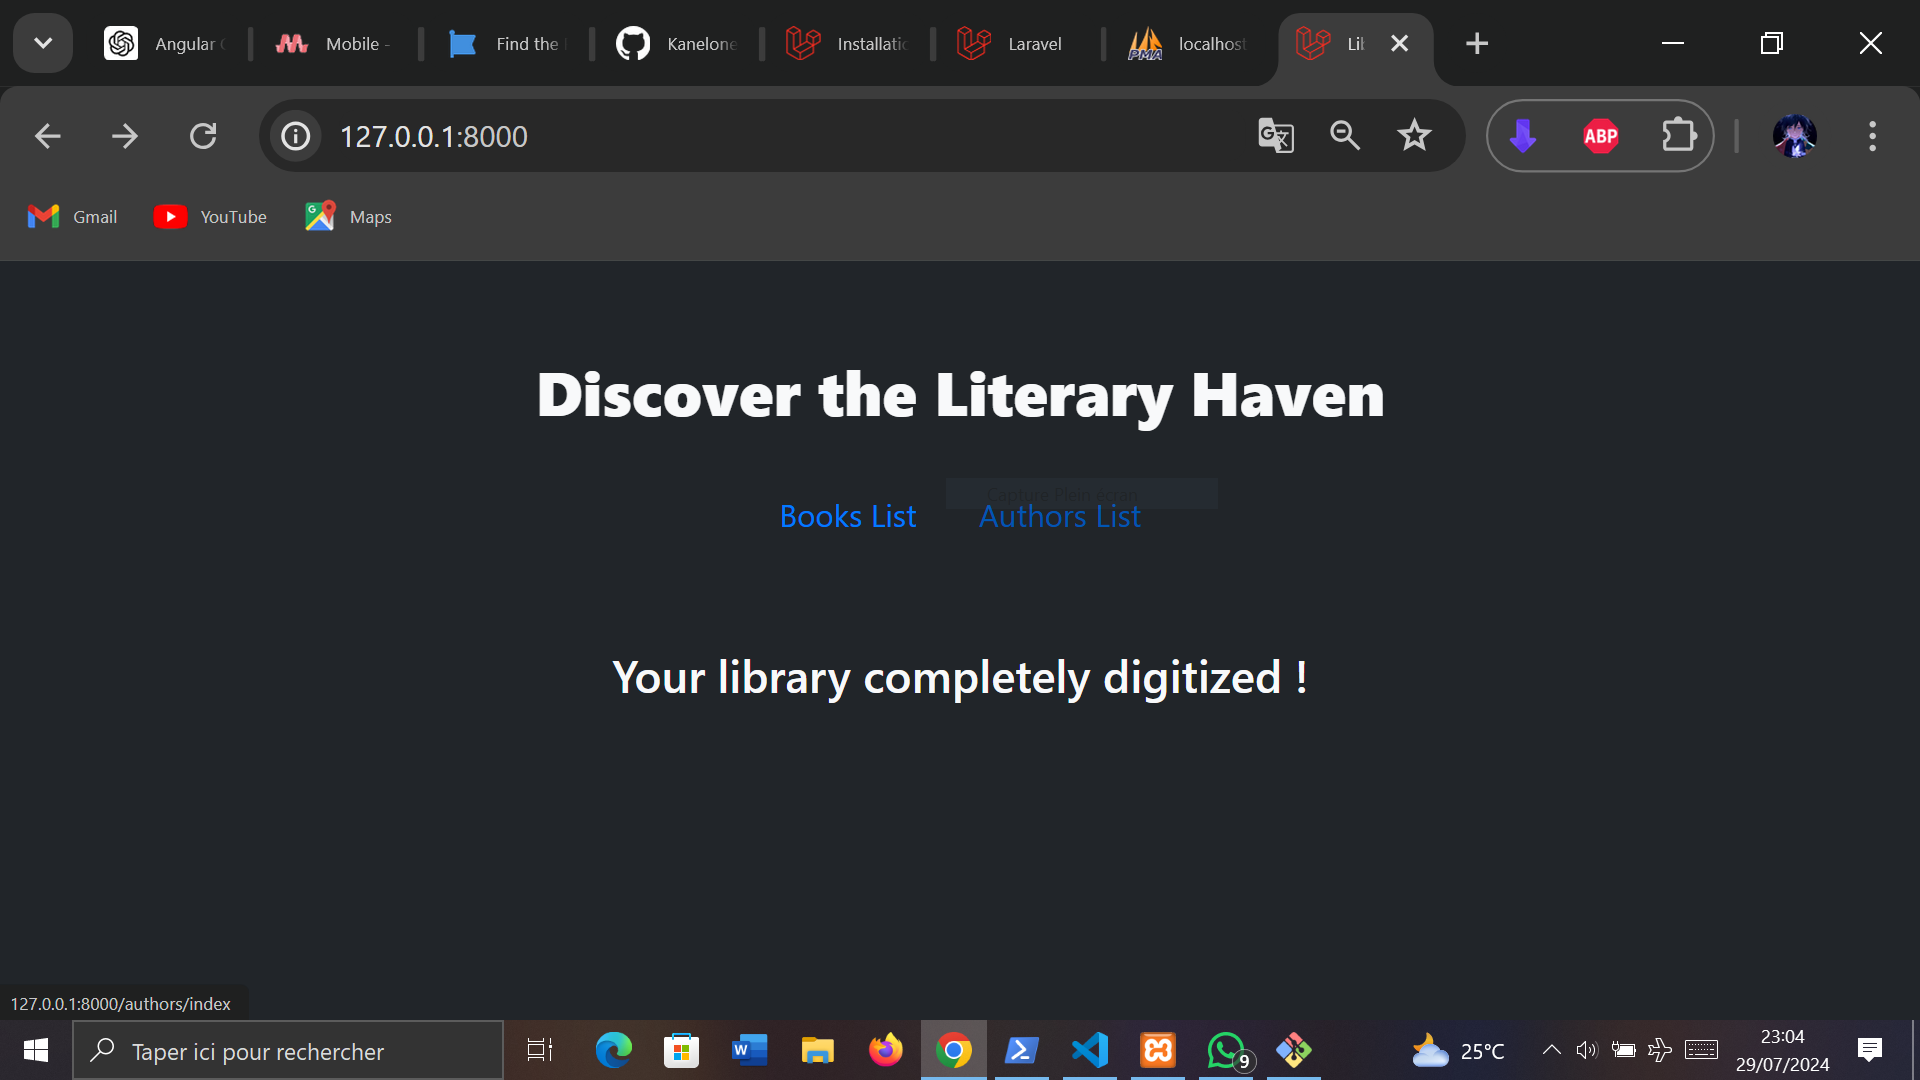 Angular
Mobile -
Find the
Kanelone
Installatio
Laravel
localhost
Lib
127.0.0.1:8000
ABP
Gmail
YouTube
Maps
Discover the Literary Haven
Capture Plein écran
Books List
Authors List
Your library completely digitized !
127.0.0.1:8000/authors/index
Taper ici pour rechercher
9
25°C
23:04
29/07/2024